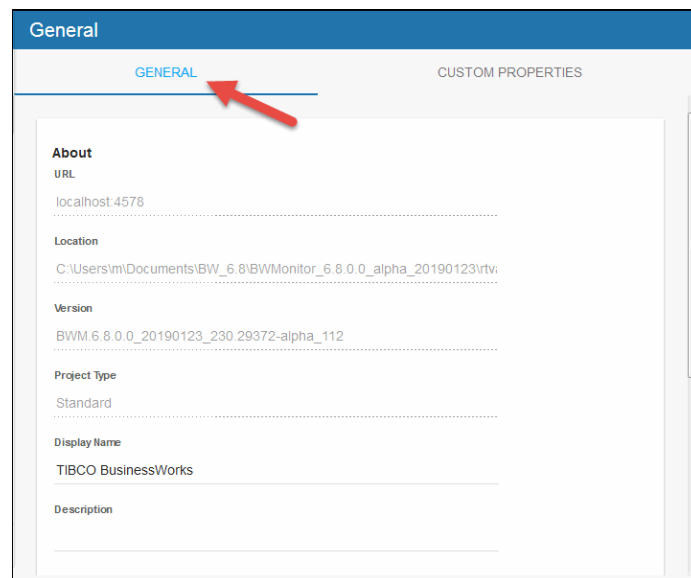 General
GENERAL CUSTOM PROPERTIES
About
URL
localhost:4578
Location
C:\Users\m\Documents\BW_6.8\BWMonitor_6.8.0.0_alpha_20190123\rtv
Version
BWM.6.8.0.0_20190123_230.29372-alpha_112
Project Type
Standard
Display Name
TIBCO BusinessWorks
Description